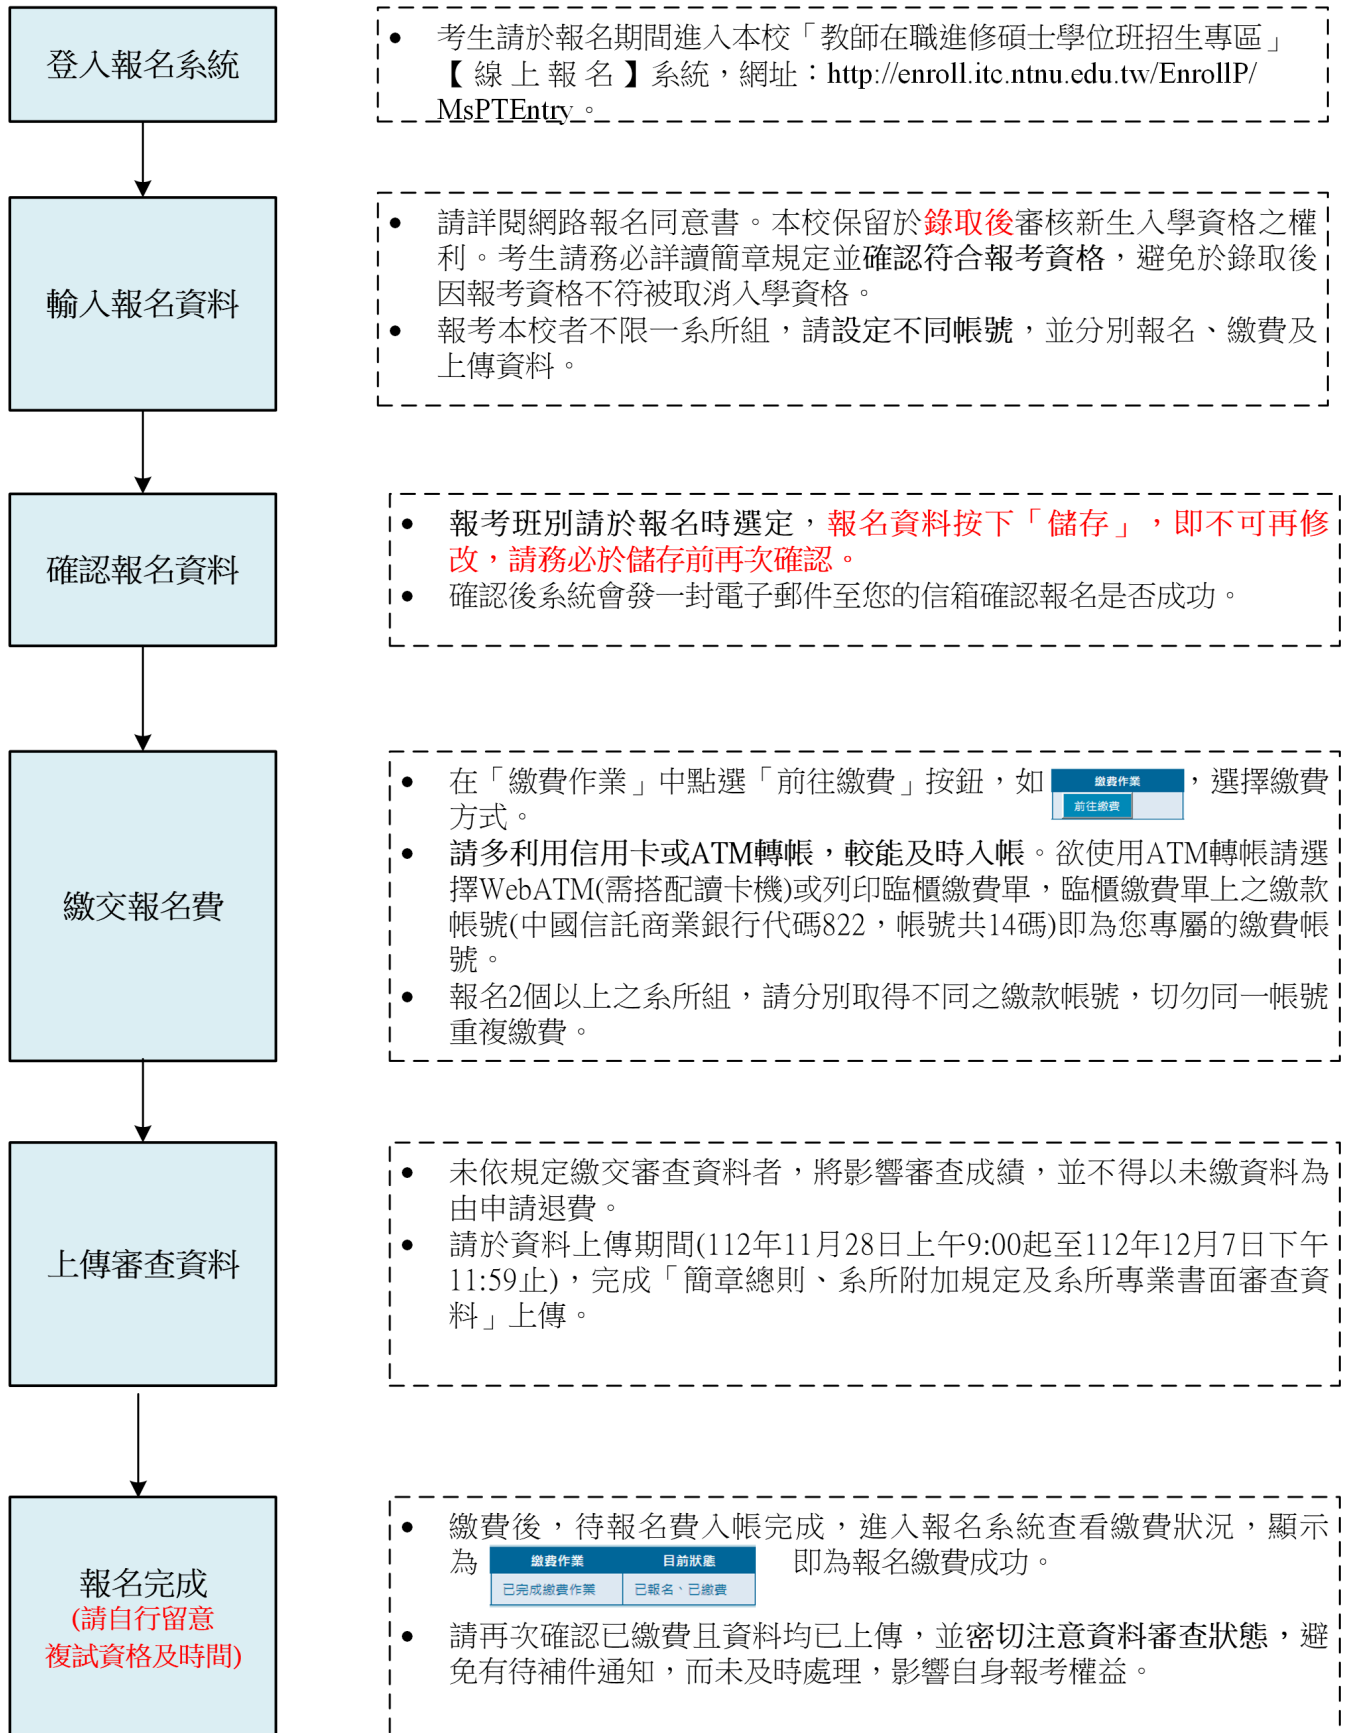 登入報名系統
• 考生請於報名期間進入本校「教師在職進修碩士學位班招生專區」
【線上報名】系統，網址：http://enroll.itc.ntnu.edu.tw/EnrollP/
MsPTEntry。
輸入報名資料
• 請詳閱網路報名同意書。本校保留於錄取後審核新生入學資格之權
利。考生請務必詳讀簡章規定並確認符合報考資格，避免於錄取後
因報考資格不符被取消入學資格。
• 報考本校者不限一系所組，請設定不同帳號，並分別報名、繳費及
上傳資料。
確認報名資料
• 報考班別請於報名時選定，報名資料按下「儲存」，即不可再修
改，請務必於儲存前再次確認。
• 確認後系統會發一封電子郵件至您的信箱確認報名是否成功。
繳交報名費
• 在「繳費作業」中點選「前往繳費」按鈕，如 繳費作業 前往繳費 ，選擇繳費
方式。
• 請多利用信用卡或ATM轉帳，較能及時入帳。欲使用ATM轉帳請選
擇WebATM(需搭配讀卡機)或列印臨櫃繳費單，臨櫃繳費單上之繳款
帳號(中國信託商業銀行代碼822，帳號共14碼)即為您專屬的繳費帳
號。
• 報名2個以上之系所組，請分別取得不同之繳款帳號，切勿同一帳號
重複繳費。
上傳審查資料
• 未依規定繳交審查資料者，將影響審查成績，並不得以未繳資料為
由申請退費。
• 請於資料上傳期間(112年11月28日上午9:00起至112年12月7日下午
11:59止)，完成「簡章總則、系所附加規定及系所專業書面審查資
料」上傳。
報名完成
(請自行留意
複試資格及時間)
• 繳費後，待報名費入帳完成，進入報名系統查看繳費狀況，顯示
為 繳費作業 目前狀態 即為報名繳費成功。
已完成繳費作業 已報名、已繳費
• 請再次確認已繳費且資料均已上傳，並密切注意資料審查狀態，避
免有待補件通知，而未及時處理，影響自身報考權益。